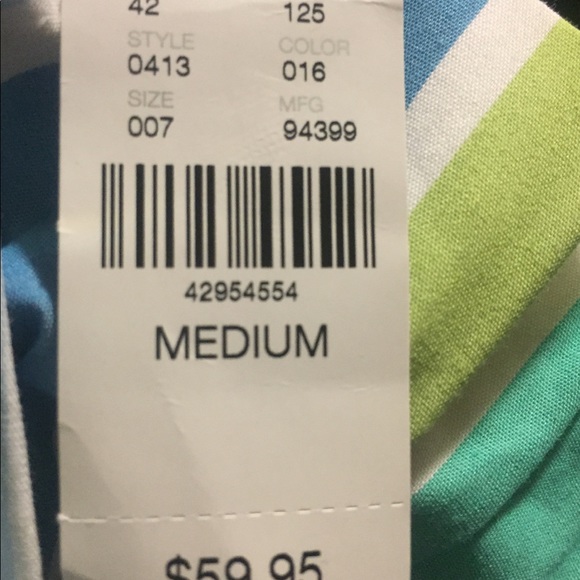 42 125
STYLE COLOR
0413 016
SIZE MFG
007 94399
42954554
MEDIUM
$59.95